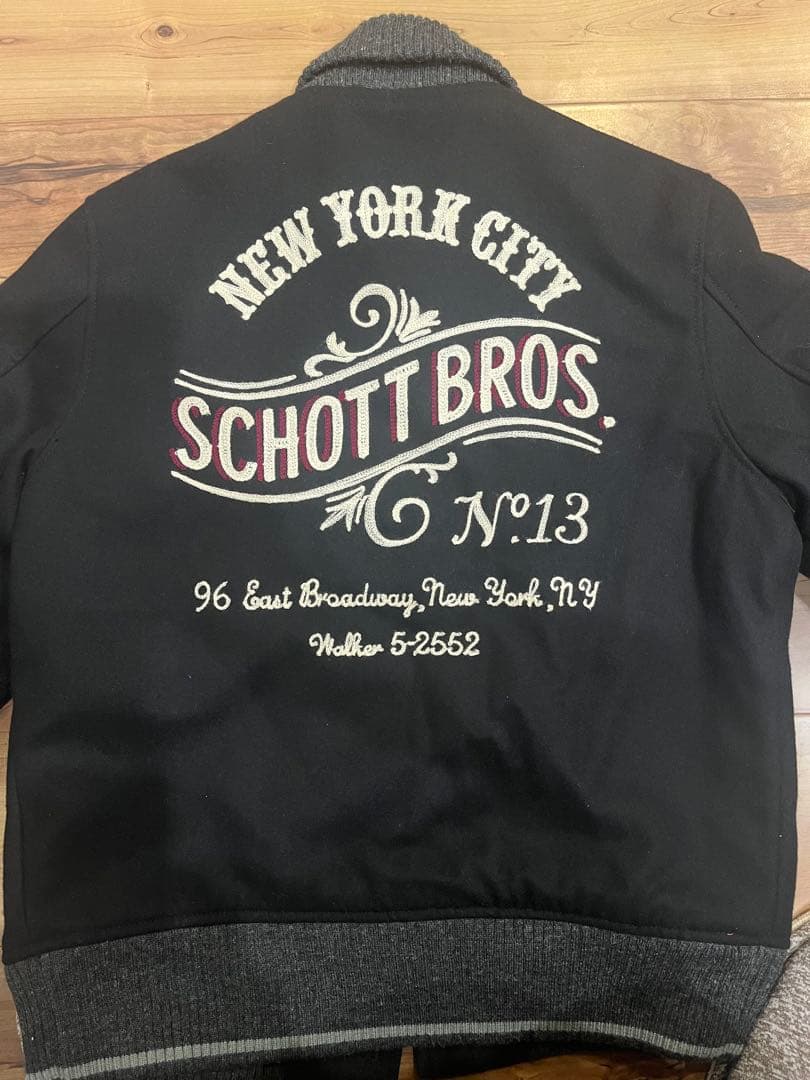 NEW YORK CITY
SCHOTT BROS.
Nº.13
96 East Broadway, New York, NY
Walker 5-2552